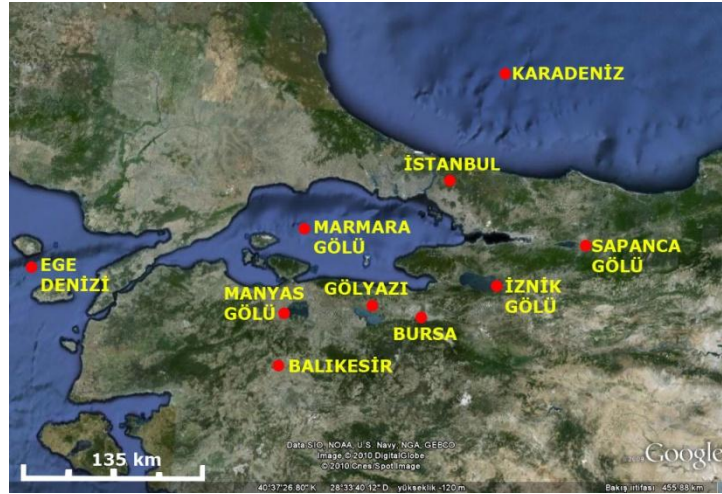 KARADENİZ
İSTANBUL
MARMARA
GÖLÜ
SAPANCA
GÖLÜ
EGE
DENİZİ
İZNİK
GÖLÜ
GÖLYAZI
MANYAS
GÖLÜ
BURSA
BALIKESİR
Data SIO, NOAA, U.S. Navy, NGA, GEBCO
Image © 2010 DigitalGlobe
© 2010 Cnes/Spot Image
Google
135 km
40°37'26.80"K 28°33'40.12"D yükseklik -120 m
Bakış irtifası 455.88 km